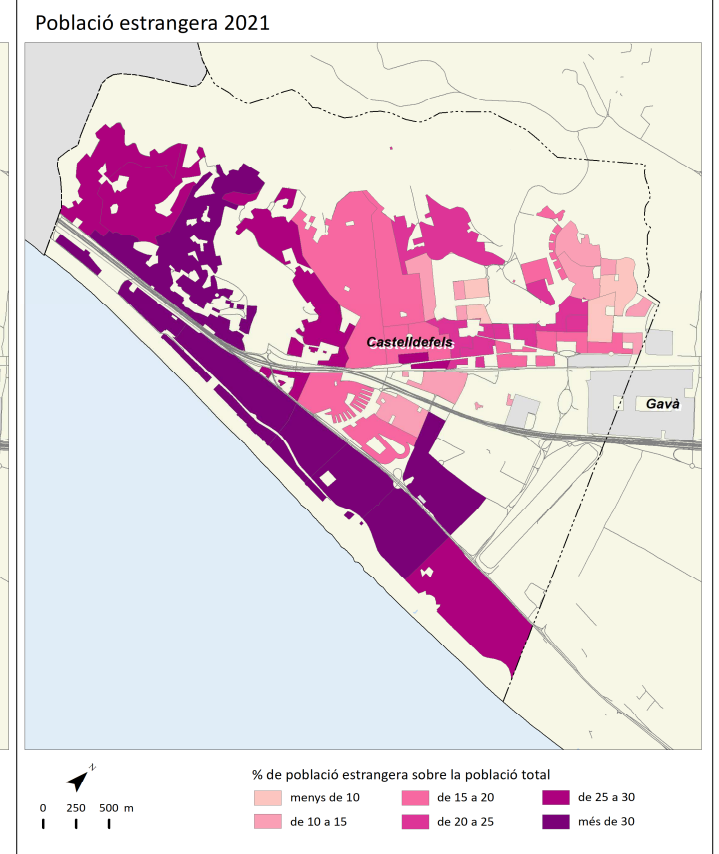 Població estrangera 2021
Castelldefels
Gavà
N
0 250 500 m
% de població estrangera sobre la població total
menys de 10
de 10 a 15
de 15 a 20
de 20 a 25
de 25 a 30
més de 30